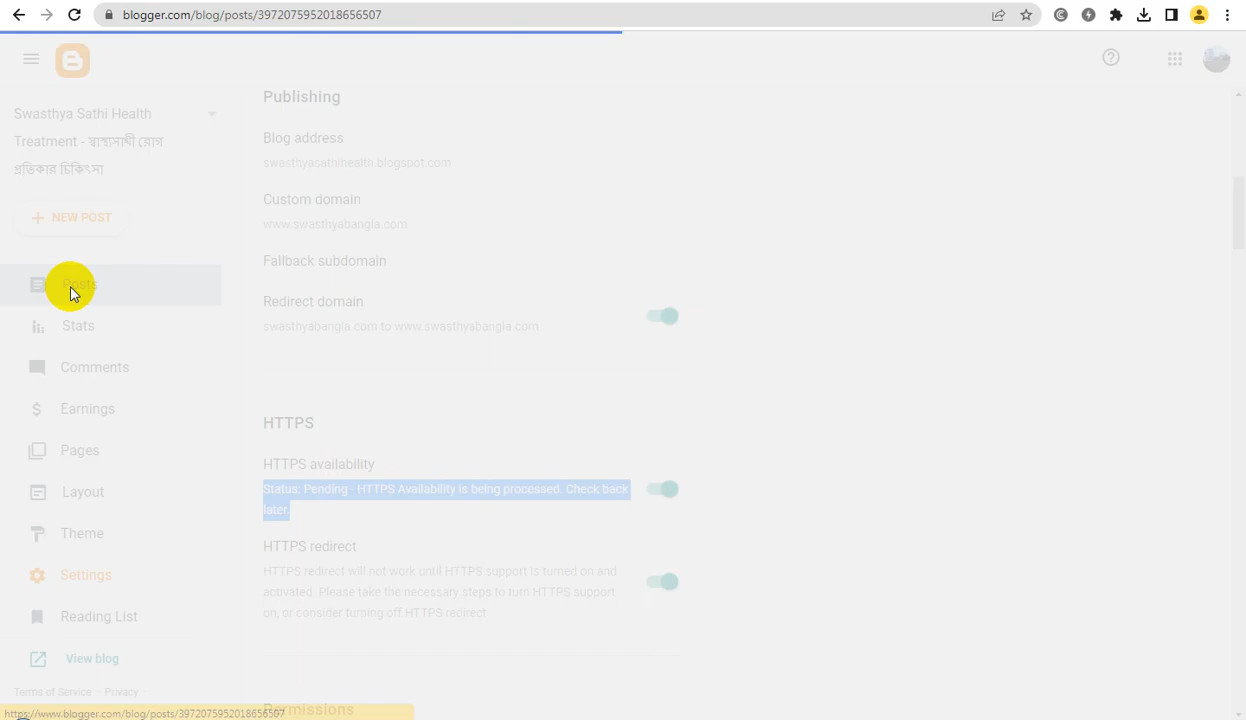 blogger.com/blog/posts/3972075952018656507
Swasthya Sathi Health
Treatment - স্বাস্থ্যসাথী রোগ
প্রতিকার চিকিৎসা
NEW POST
Posts
Stats
Comments
Earnings
Pages
Layout
Theme
Settings
Reading List
View blog
Terms of Service · Privacy ·
https://www.blogger.com/blog/posts/3972075952018656507
Publishing
Blog address
swasthyasathihealth.blogspot.com
Custom domain
www.swasthyabangla.com
Fallback subdomain
Redirect domain
swasthyabangla.com to www.swasthyabangla.com
HTTPS
HTTPS availability
Status: Pending - HTTPS Availability is being processed. Check back
later.
HTTPS redirect
HTTPS redirect will not work until HTTPS support is turned on and
activated. Please take the necessary steps to turn HTTPS support
on, or consider turning off HTTPS redirect
Permissions